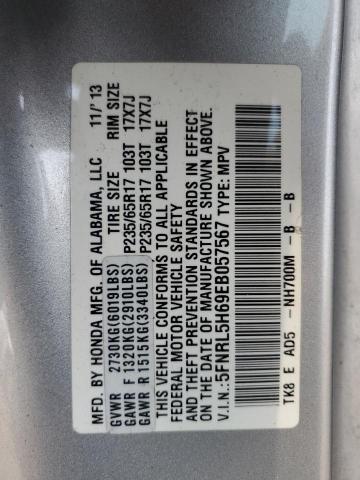 MFD. BY HONDA MFG. OF ALABAMA, LLC 11/'13
GVWR 2730KG(6019LBS) TIRE SIZE RIM SIZE
GAWR F 1320KG(2910LBS) P235/65R17 103T 17X7J
GAWR R 1515KG(3340LBS) P235/65R17 103T 17X7J
THIS VEHICLE CONFORMS TO ALL APPLICABLE
FEDERAL MOTOR VEHICLE SAFETY
AND THEFT PREVENTION STANDARDS IN EFFECT
ON THE DATE OF MANUFACTURE SHOWN ABOVE.
V.I.N.:5FNRL5H69EB057567 TYPE: MPV
TK8 E AD5 -NH700M -B -B